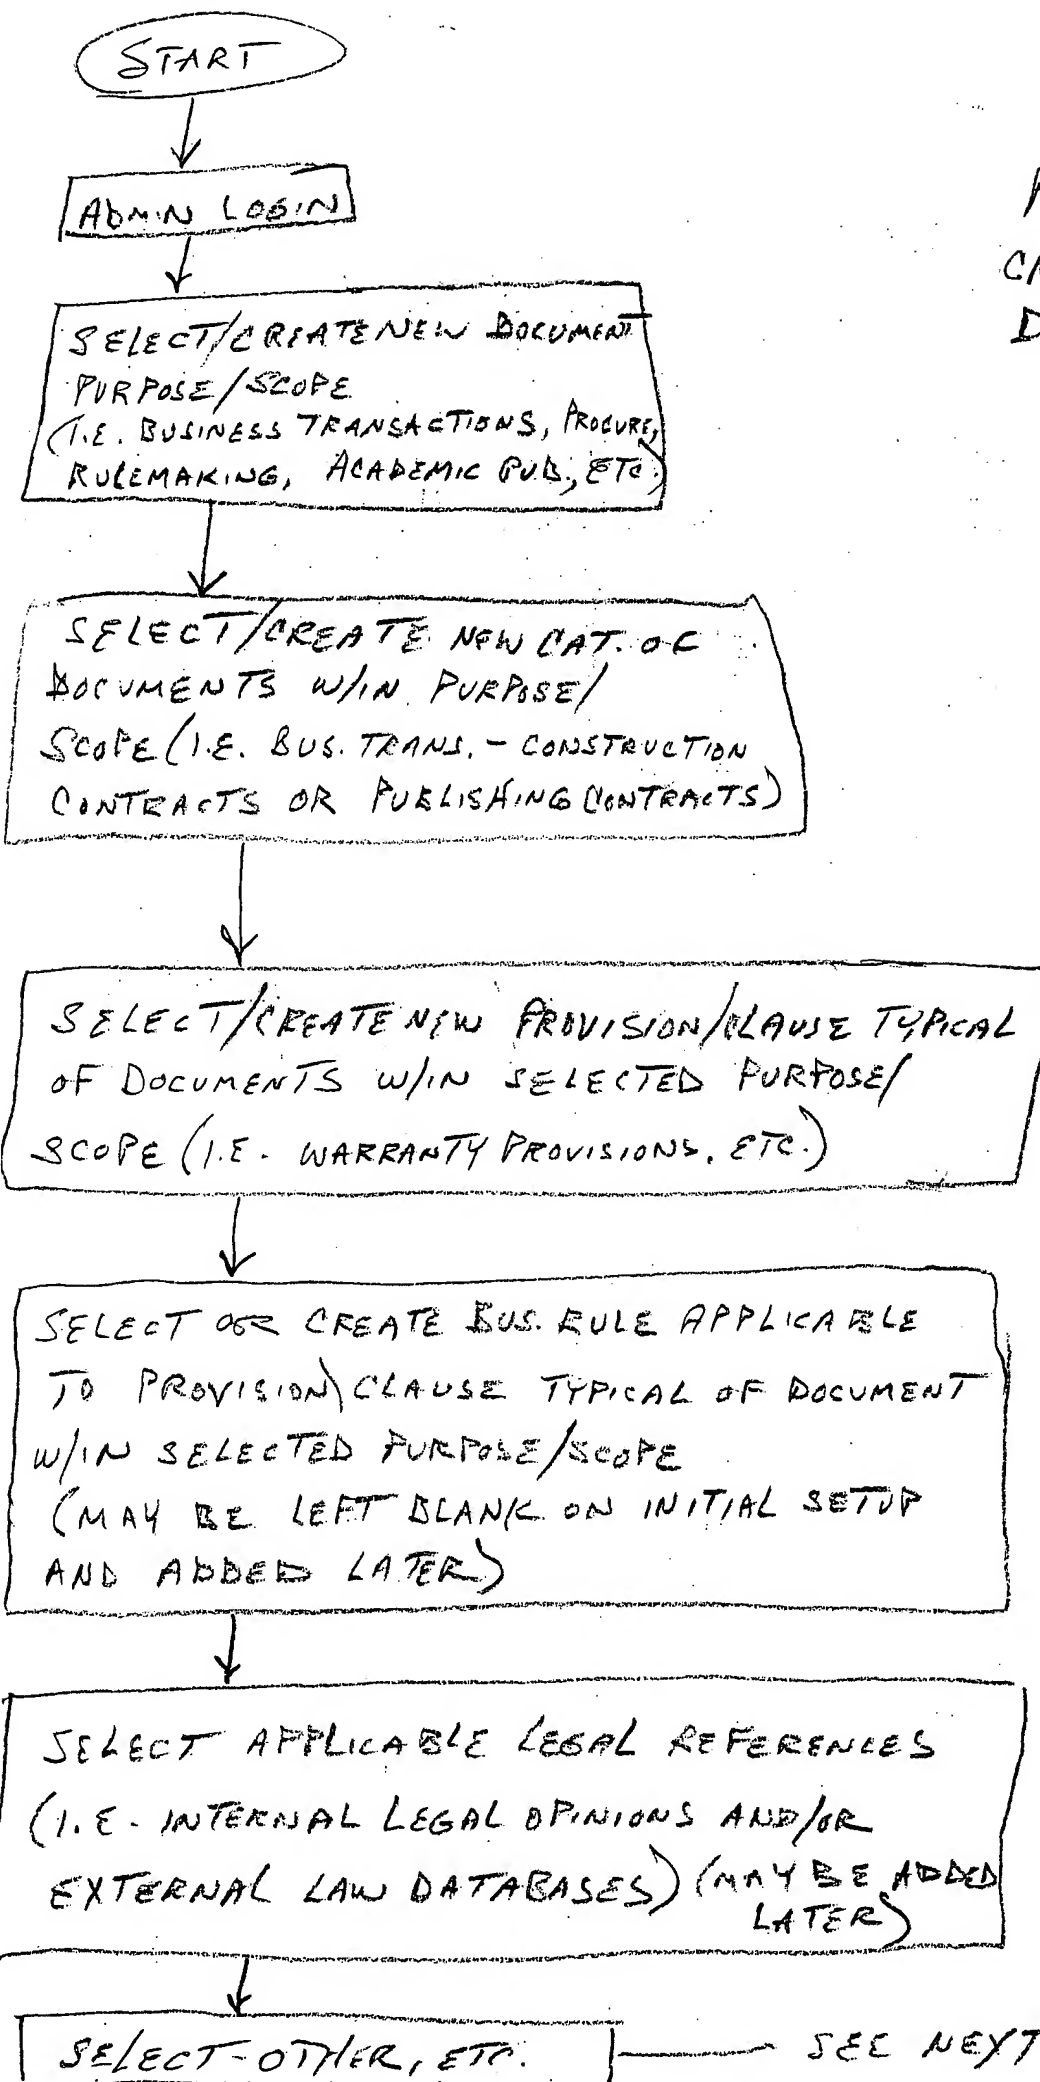 START
ADMIN LOGIN
SELECT/CREATE NEW DOCUMENT
PURPOSE/SCOPE
(I.E. BUSINESS TRANSACTIONS, PROCURE,
RULEMAKING, ACADEMIC PUB., ETC.)
SELECT/CREATE NEW CAT. OF
DOCUMENTS W/IN PURPOSE/
SCOPE (I.E. BUS. TRANS. - CONSTRUCTION
CONTRACTS OR PUBLISHING CONTRACTS)
SELECT/CREATE NEW PROVISION/CLAUSE TYPICAL
OF DOCUMENTS W/IN SELECTED PURPOSE/
SCOPE (I.E. WARRANTY PROVISIONS, ETC.)
SELECT OR CREATE BUS. RULE APPLICABLE
TO PROVISION\CLAUSE TYPICAL OF DOCUMENT
W/IN SELECTED PURPOSE/SCOPE
(MAY BE LEFT BLANK ON INITIAL SETUP
AND ADDED LATER)
SELECT APPLICABLE LEGAL REFERENCES
(I.E. INTERNAL LEGAL OPINIONS AND/OR
EXTERNAL LAW DATABASES) (MAY BE ADDED
LATER)
SELECT-OTHER, ETC.
SEE NEXT